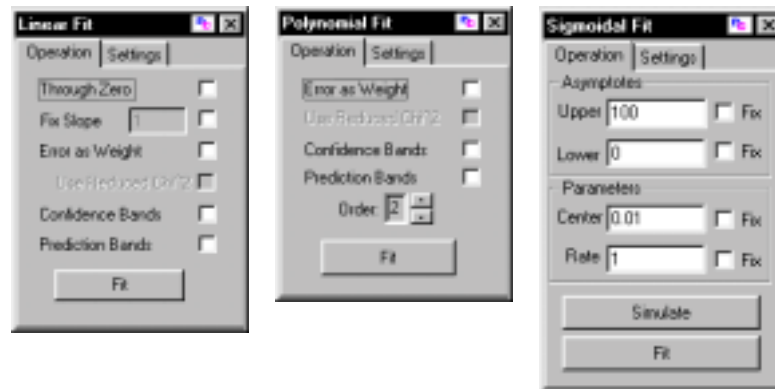 Linear Fit
Operation Settings
Through Zero
Fix Slope 1
Error as Weight
Use Reduced Chi^2
Confidence Bands
Prediction Bands
Fit
Polynomial Fit
Operation Settings
Error as Weight
Use Reduced Chi^2
Confidence Bands
Prediction Bands
Order: 2
Fit
Sigmoidal Fit
Operation Settings
Asymptotes
Upper 100 Fix
Lower 0 Fix
Parameters
Center 0.01 Fix
Rate 1 Fix
Simulate
Fit